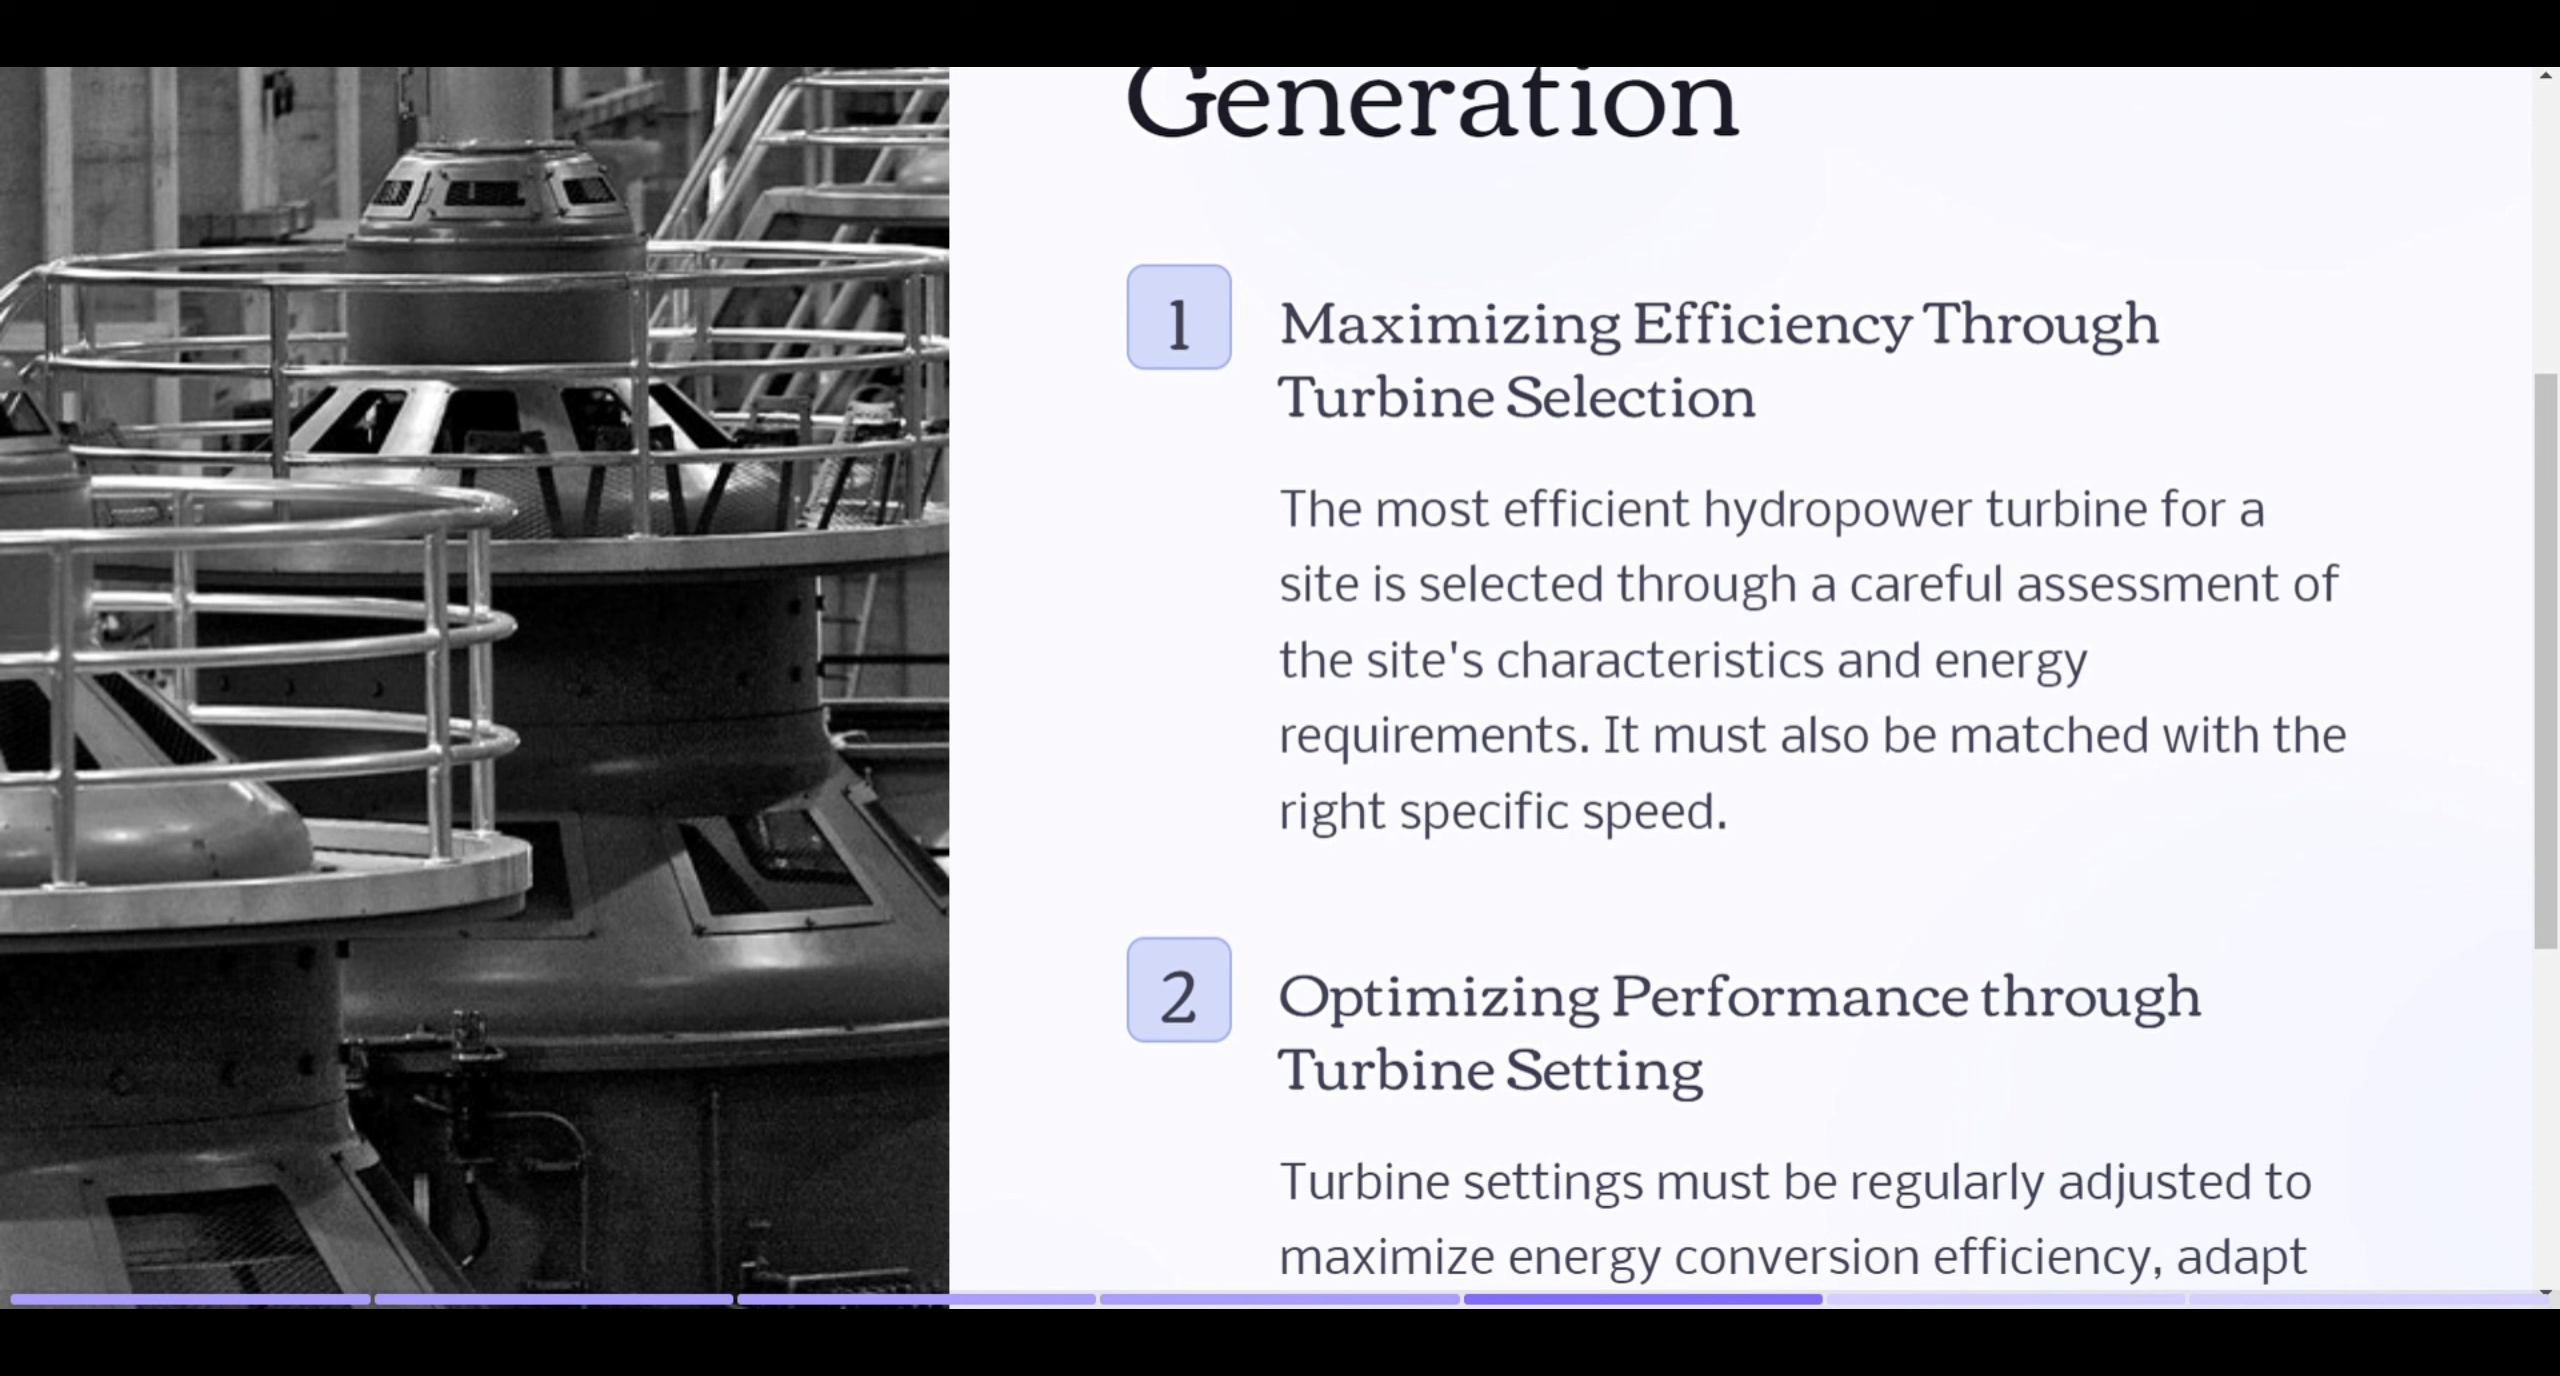 Generation
1
Maximizing Efficiency Through
Turbine Selection
The most efficient hydropower turbine for a
site is selected through a careful assessment of
the site's characteristics and energy
requirements. It must also be matched with the
right specific speed.
2
Optimizing Performance through
Turbine Setting
Turbine settings must be regularly adjusted to
maximize energy conversion efficiency, adapt